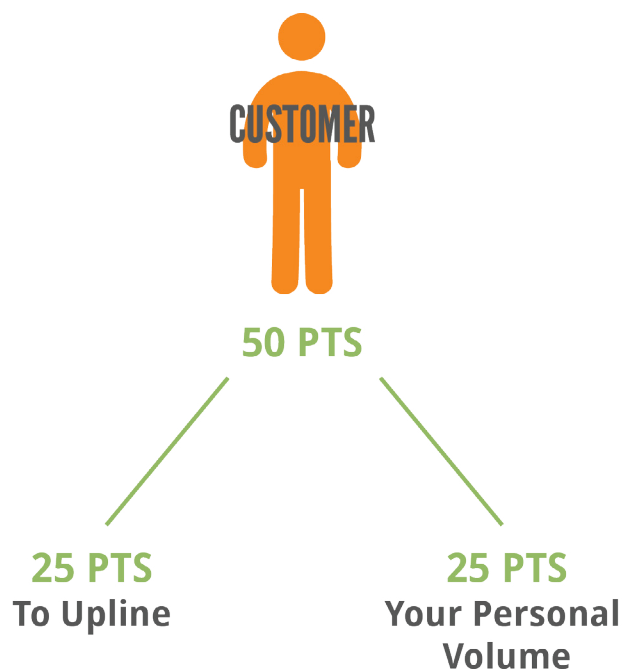 CUSTOMER
50 PTS
25 PTS
To Upline
25 PTS
Your Personal
Volume